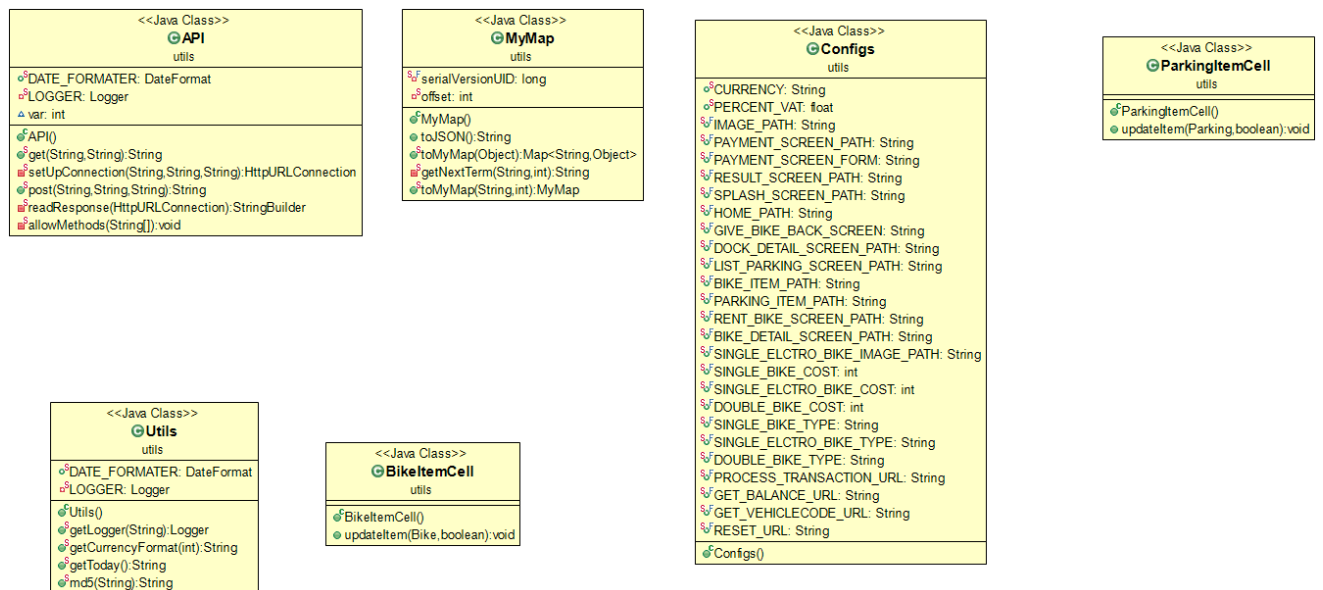 <<Java Class>>
API
utils
DATE_FORMATER: DateFormat
LOGGER: Logger
var: int
API()
get(String,String):String
setUpConnection(String,String,String):HttpURLConnection
post(String,String,String):String
readResponse(HttpURLConnection):StringBuilder
allowMethods(String[]):void
<<Java Class>>
MyMap
utils
serialVersionUID: long
offset: int
MyMap()
toJSON():String
toMyMap(Object):Map<String,Object>
getNextTerm(String,int):String
toMyMap(String,int):MyMap
<<Java Class>>
Configs
utils
CURRENCY: String
PERCENT_VAT: float
IMAGE_PATH: String
PAYMENT_SCREEN_PATH: String
PAYMENT_SCREEN_FORM: String
RESULT_SCREEN_PATH: String
SPLASH_SCREEN_PATH: String
HOME_PATH: String
GIVE_BIKE_BACK_SCREEN: String
DOCK_DETAIL_SCREEN_PATH: String
LIST_PARKING_SCREEN_PATH: String
BIKE_ITEM_PATH: String
PARKING_ITEM_PATH: String
RENT_BIKE_SCREEN_PATH: String
BIKE_DETAIL_SCREEN_PATH: String
SINGLE_ELCTRO_BIKE_IMAGE_PATH: String
SINGLE_BIKE_COST: int
SINGLE_ELCTRO_BIKE_COST: int
DOUBLE_BIKE_COST: int
SINGLE_BIKE_TYPE: String
SINGLE_ELCTRO_BIKE_TYPE: String
DOUBLE_BIKE_TYPE: String
PROCESS_TRANSACTION_URL: String
GET_BALANCE_URL: String
GET_VEHICLECODE_URL: String
RESET_URL: String
Configs()
<<Java Class>>
ParkingItemCell
utils
ParkingItemCell()
updateItem(Parking,boolean):void
<<Java Class>>
Utils
utils
DATE_FORMATER: DateFormat
LOGGER: Logger
Utils()
getLogger(String):Logger
getCurrencyFormat(int):String
getToday():String
md5(String):String
<<Java Class>>
BikeItemCell
utils
BikeItemCell()
updateItem(Bike,boolean):void